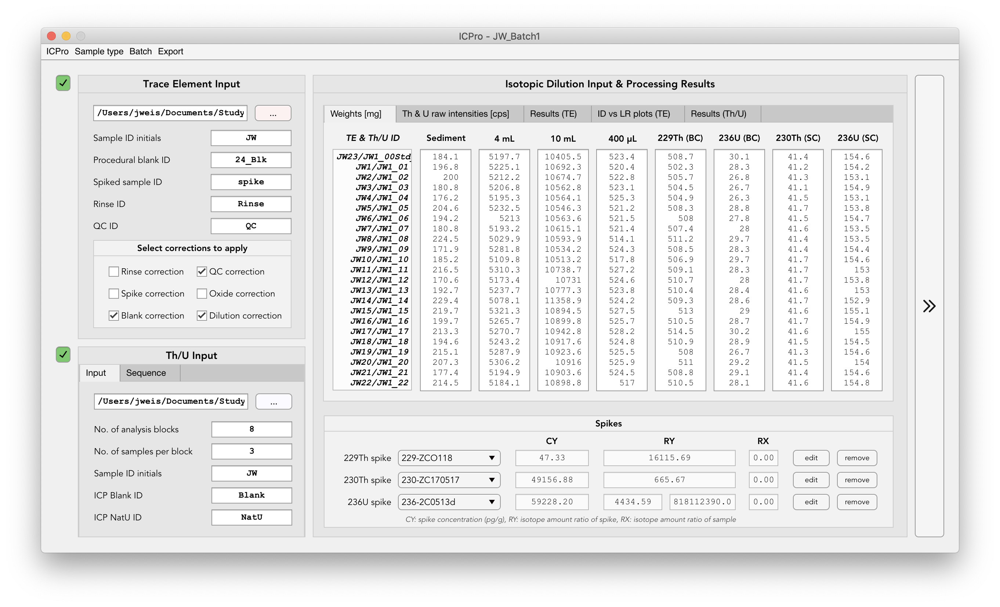 ICPro - JW_Batch1
ICPro Sample type Batch Export
Trace Element Input
/Users/jweis/Documents/Study ...
Sample ID initials JW
Procedural blank ID 24_Blk
Spiked sample ID spike
Rinse ID Rinse
QC ID QC
Select corrections to apply
Rinse correction QC correction
Spike correction Oxide correction
Blank correction Dilution correction
Th/U Input
Input Sequence
/Users/jweis/Documents/Study ...
No. of analysis blocks 8
No. of samples per block 3
Sample ID initials JW
ICP Blank ID Blank
ICP NatU ID NatU
Isotopic Dilution Input & Processing Results
Weights [mg] Th & U raw intensities [cps] Results (TE) ID vs LR plots (TE) Results (Th/U)
TE & Th/U ID Sediment 4 mL 10 mL 400 µL 229Th (BC) 236U (BC) 230Th (SC) 236U (SC)
JW23/JW1_00Std_ 184.1 5197.7 10405.5 523.4 508.7 30.1 41.4 154.6
JW1/JW1_01 196.8 5225.1 10692.3 520.4 502.3 28.3 41.2 154.2
JW2/JW1_02 200 5212.2 10674.7 522.8 505.7 26.8 41.3 153.1
JW3/JW1_03 180.8 5206.8 10562.8 523.1 504.5 26.7 41.1 154.9
JW4/JW1_04 176.2 5195.3 10564.1 525.3 504.9 26.3 41.5 153.1
JW5/JW1_05 204.6 5232.5 10546.3 521.2 508.3 28.8 41.7 153.8
JW6/JW1_06 194.2 5213 10563.6 521.5 508 27.8 41.5 154.7
JW7/JW1_07 180.8 5193.2 10615.1 521.4 507.4 28 41.6 153.5
JW8/JW1_08 224.5 5029.9 10593.9 514.1 511.2 29.7 41.4 153.5
JW9/JW1_09 171.9 5281.8 10534.2 524.3 508.5 28.3 41.4 154.4
JW10/JW1_10 185.2 5109.8 10513.2 517.8 506.9 29.7 41.7 154.6
JW11/JW1_11 216.5 5310.3 10738.7 527.2 509.1 28.3 41.7 153
JW12/JW1_12 170.6 5173.4 10731 524.6 510.7 28 41.7 153.8
JW13/JW1_13 192.7 5237.7 10777.3 523.8 510.4 28.4 41.6 153
JW14/JW1_14 229.4 5078.1 11358.9 524.2 509.3 28.6 41.7 152.9
JW15/JW1_15 219.7 5321.3 10894.5 527.5 513 29 41.6 155.1
JW16/JW1_16 199.7 5265.7 10899.8 525.7 510.5 28.7 41.7 154.9
JW17/JW1_17 213.3 5270.7 10942.8 528.2 514.5 30.2 41.6 155
JW18/JW1_18 194.6 5243.2 10917.6 524.8 510.9 28.9 41.5 154.5
JW19/JW1_19 215.1 5287.9 10923.6 525.5 508 26.7 41.3 154.6
JW20/JW1_20 207.3 5306.2 10916 525.9 511 29.2 41.5 154
JW21/JW1_21 177.4 5194.9 10903.6 524.5 508.8 29.1 41.4 154.6
JW22/JW1_22 214.5 5184.1 10898.8 517 510.5 28.1 41.6 154.8
Spikes
CY RY RX
229Th spike 229-ZCO118 47.33 16115.69 0.00 edit remove
230Th spike 230-ZC170517 49156.88 665.67 0.00 edit remove
236U spike 236-2C0513d 59228.20 4434.59 818112390.0 0.00 edit remove
CY: spike concentration (pg/g), RY: isotope amount ratio of spike, RX: isotope amount ratio of sample